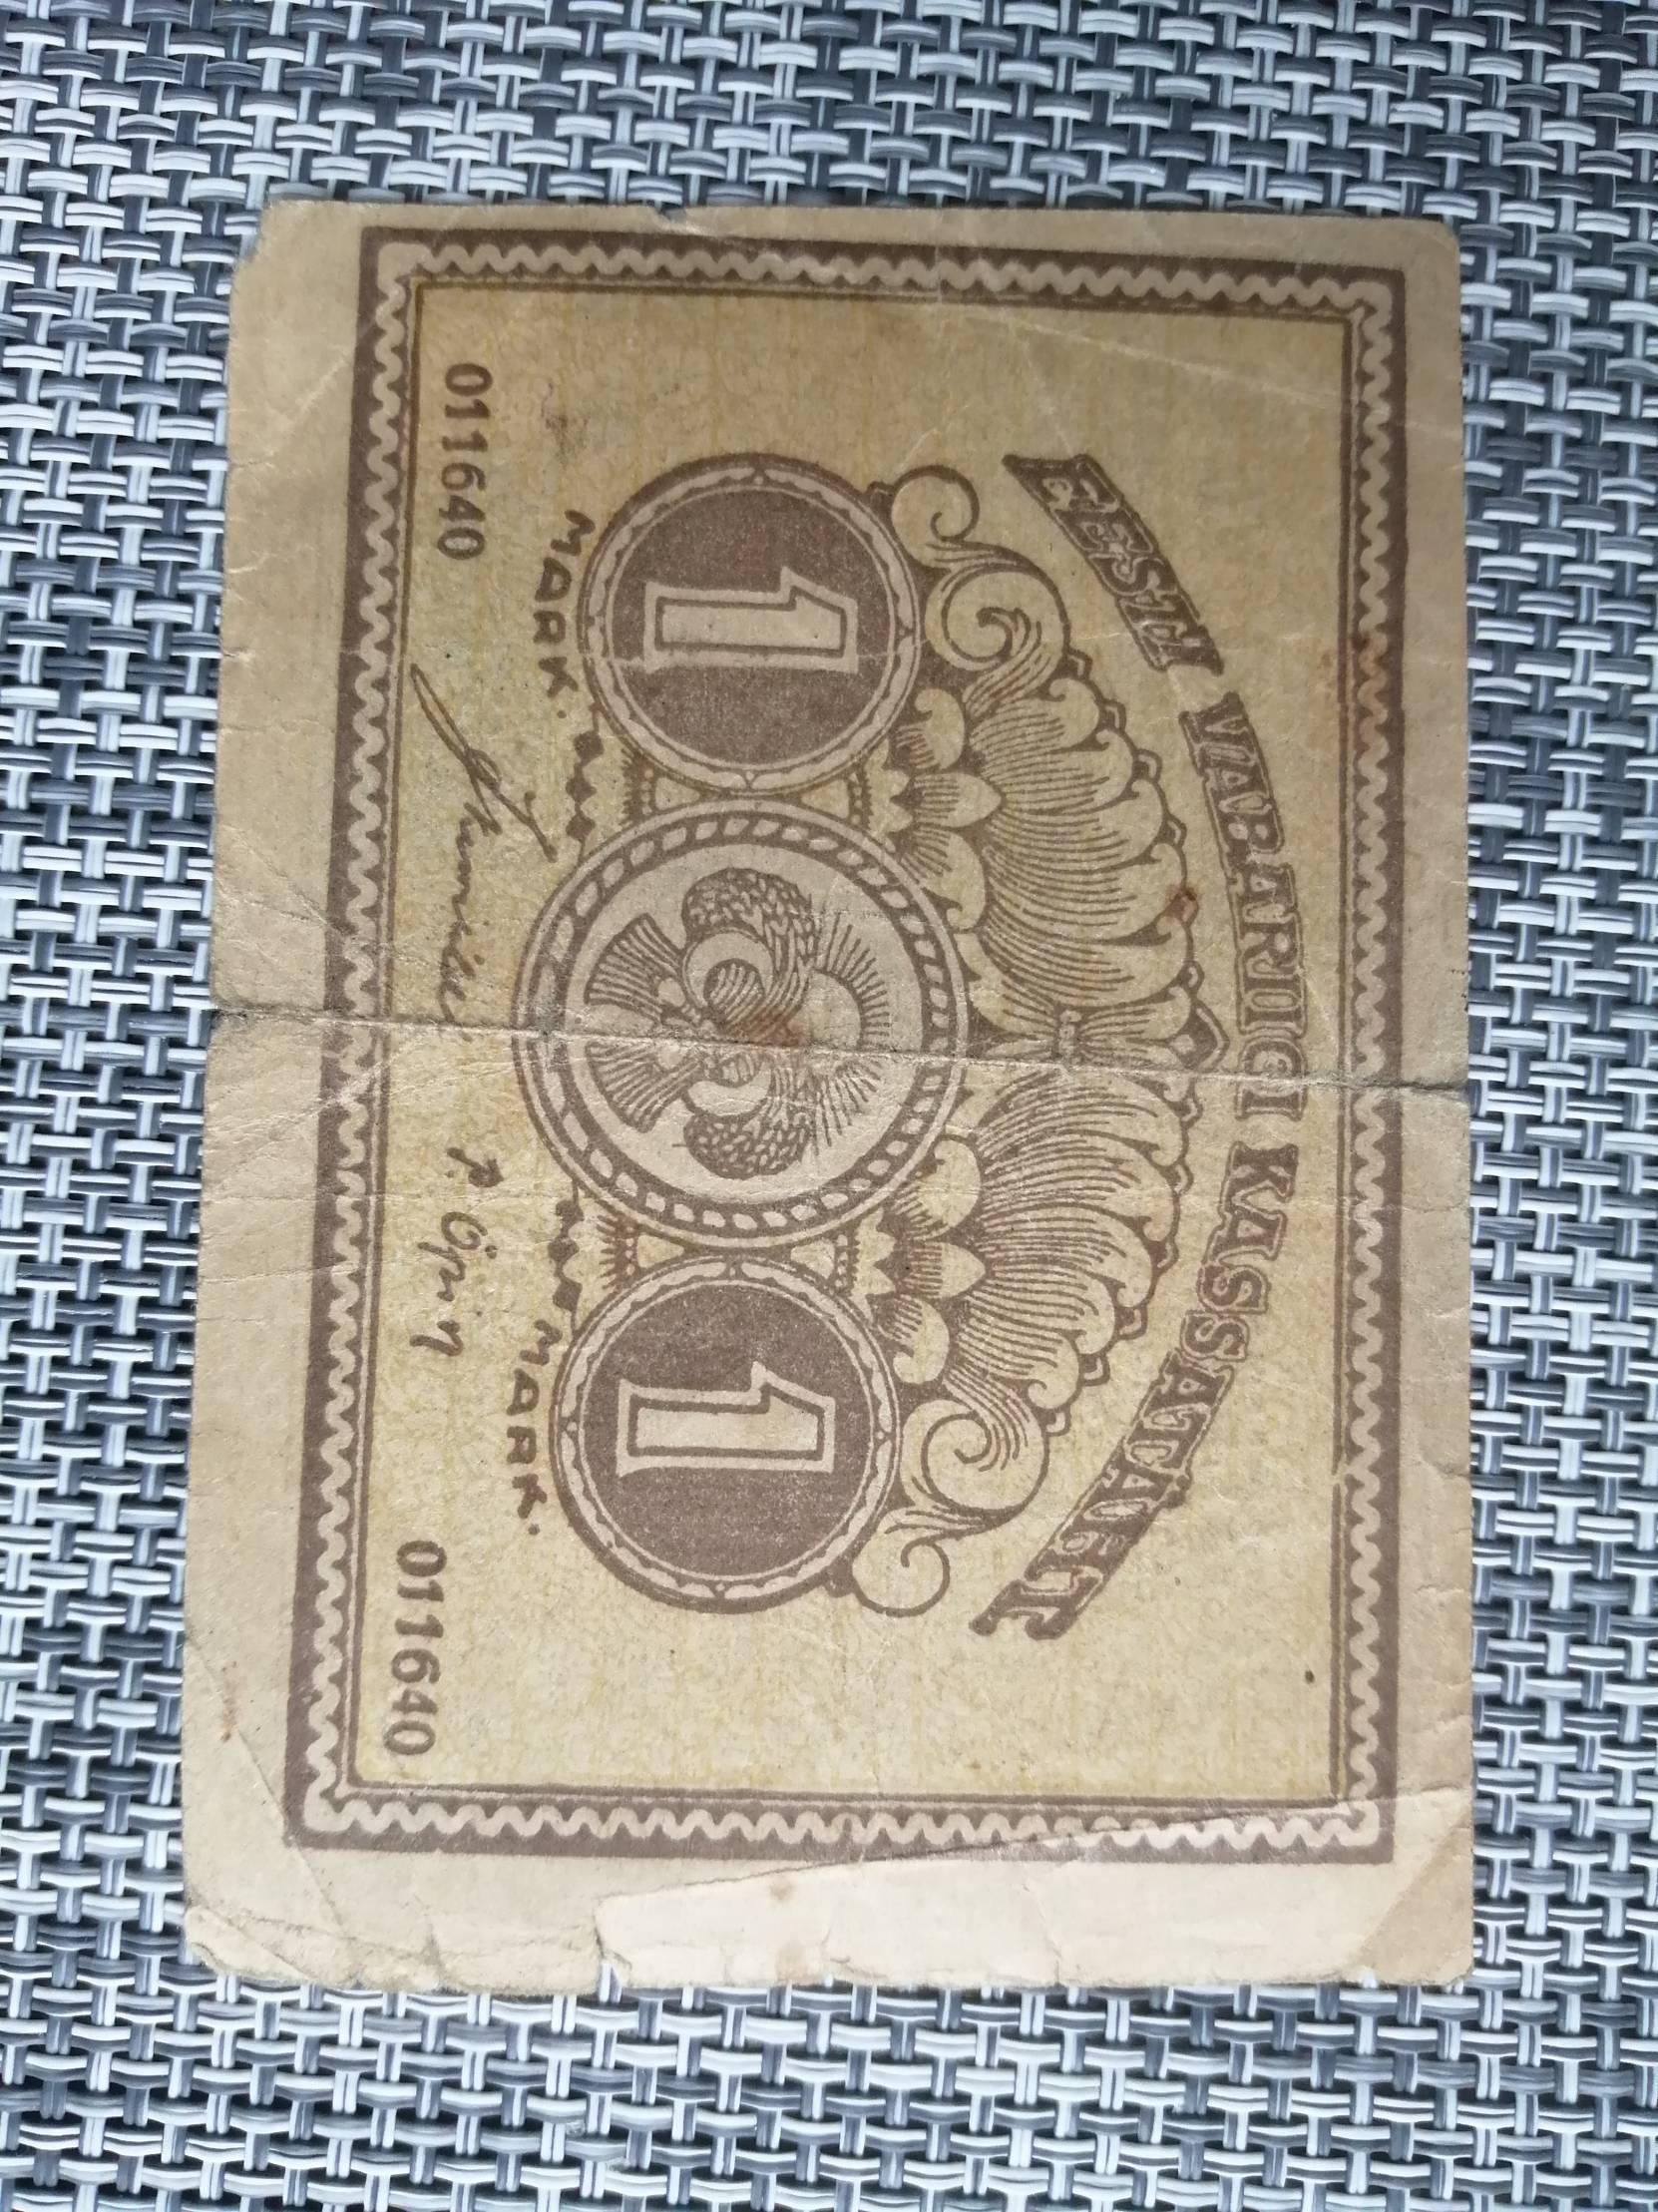 EESTI VABARIIGI KASSATÄHT
1 1
MARK. MARK.
011640 011640